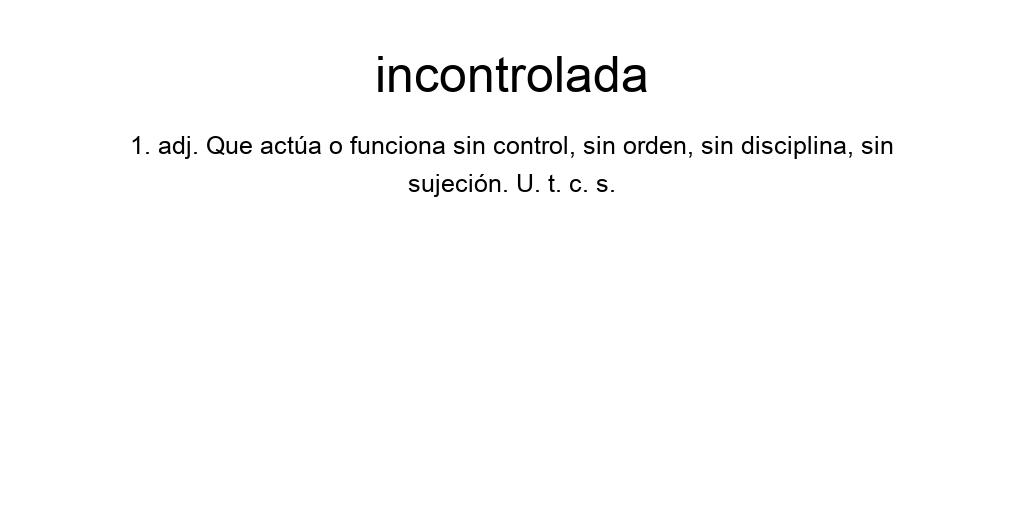 incontrolada
1. adj. Que actúa o funciona sin control, sin orden, sin disciplina, sin
sujeción. U. t. c. s.